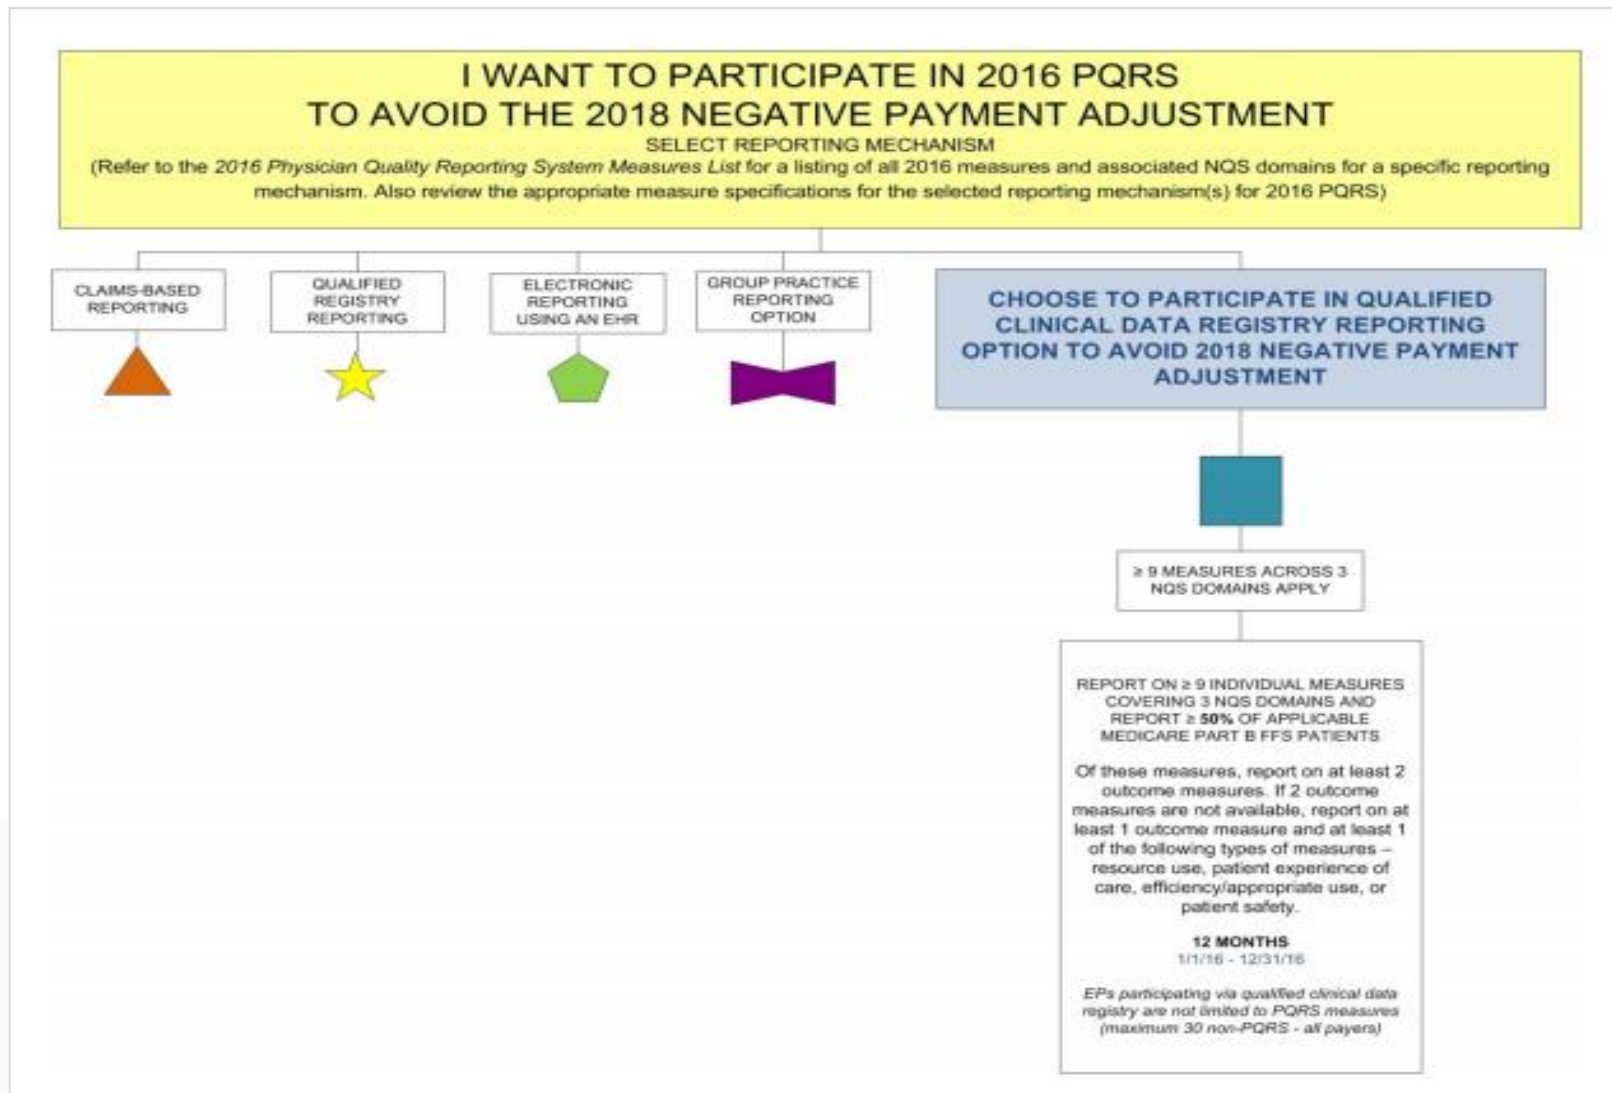 I WANT TO PARTICIPATE IN 2016 PQRS
TO AVOID THE 2018 NEGATIVE PAYMENT ADJUSTMENT
SELECT REPORTING MECHANISM
(Refer to the 2016 Physician Quality Reporting System Measures List for a listing of all 2016 measures and associated NQS domains for a specific reporting
mechanism. Also review the appropriate measure specifications for the selected reporting mechanism(s) for 2016 PQRS)
CLAIMS-BASED
REPORTING
QUALIFIED
REGISTRY
REPORTING
ELECTRONIC
REPORTING
USING AN EHR
GROUP PRACTICE
REPORTING
OPTION
CHOOSE TO PARTICIPATE IN QUALIFIED
CLINICAL DATA REGISTRY REPORTING
OPTION TO AVOID 2018 NEGATIVE PAYMENT
ADJUSTMENT
≥ 9 MEASURES ACROSS 3
NQS DOMAINS APPLY
REPORT ON ≥ 9 INDIVIDUAL MEASURES
COVERING 3 NQS DOMAINS AND
REPORT ≥ 50% OF APPLICABLE
MEDICARE PART B FFS PATIENTS
Of these measures, report on at least 2
outcome measures. If 2 outcome
measures are not available, report on at
least 1 outcome measure and at least 1
of the following types of measures –
resource use, patient experience of
care, efficiency/appropriate use, or
patient safety.
12 MONTHS
1/1/16 - 12/31/16
EPs participating via qualified clinical data
registry are not limited to PQRS measures
(maximum 30 non-PQRS - all payers)